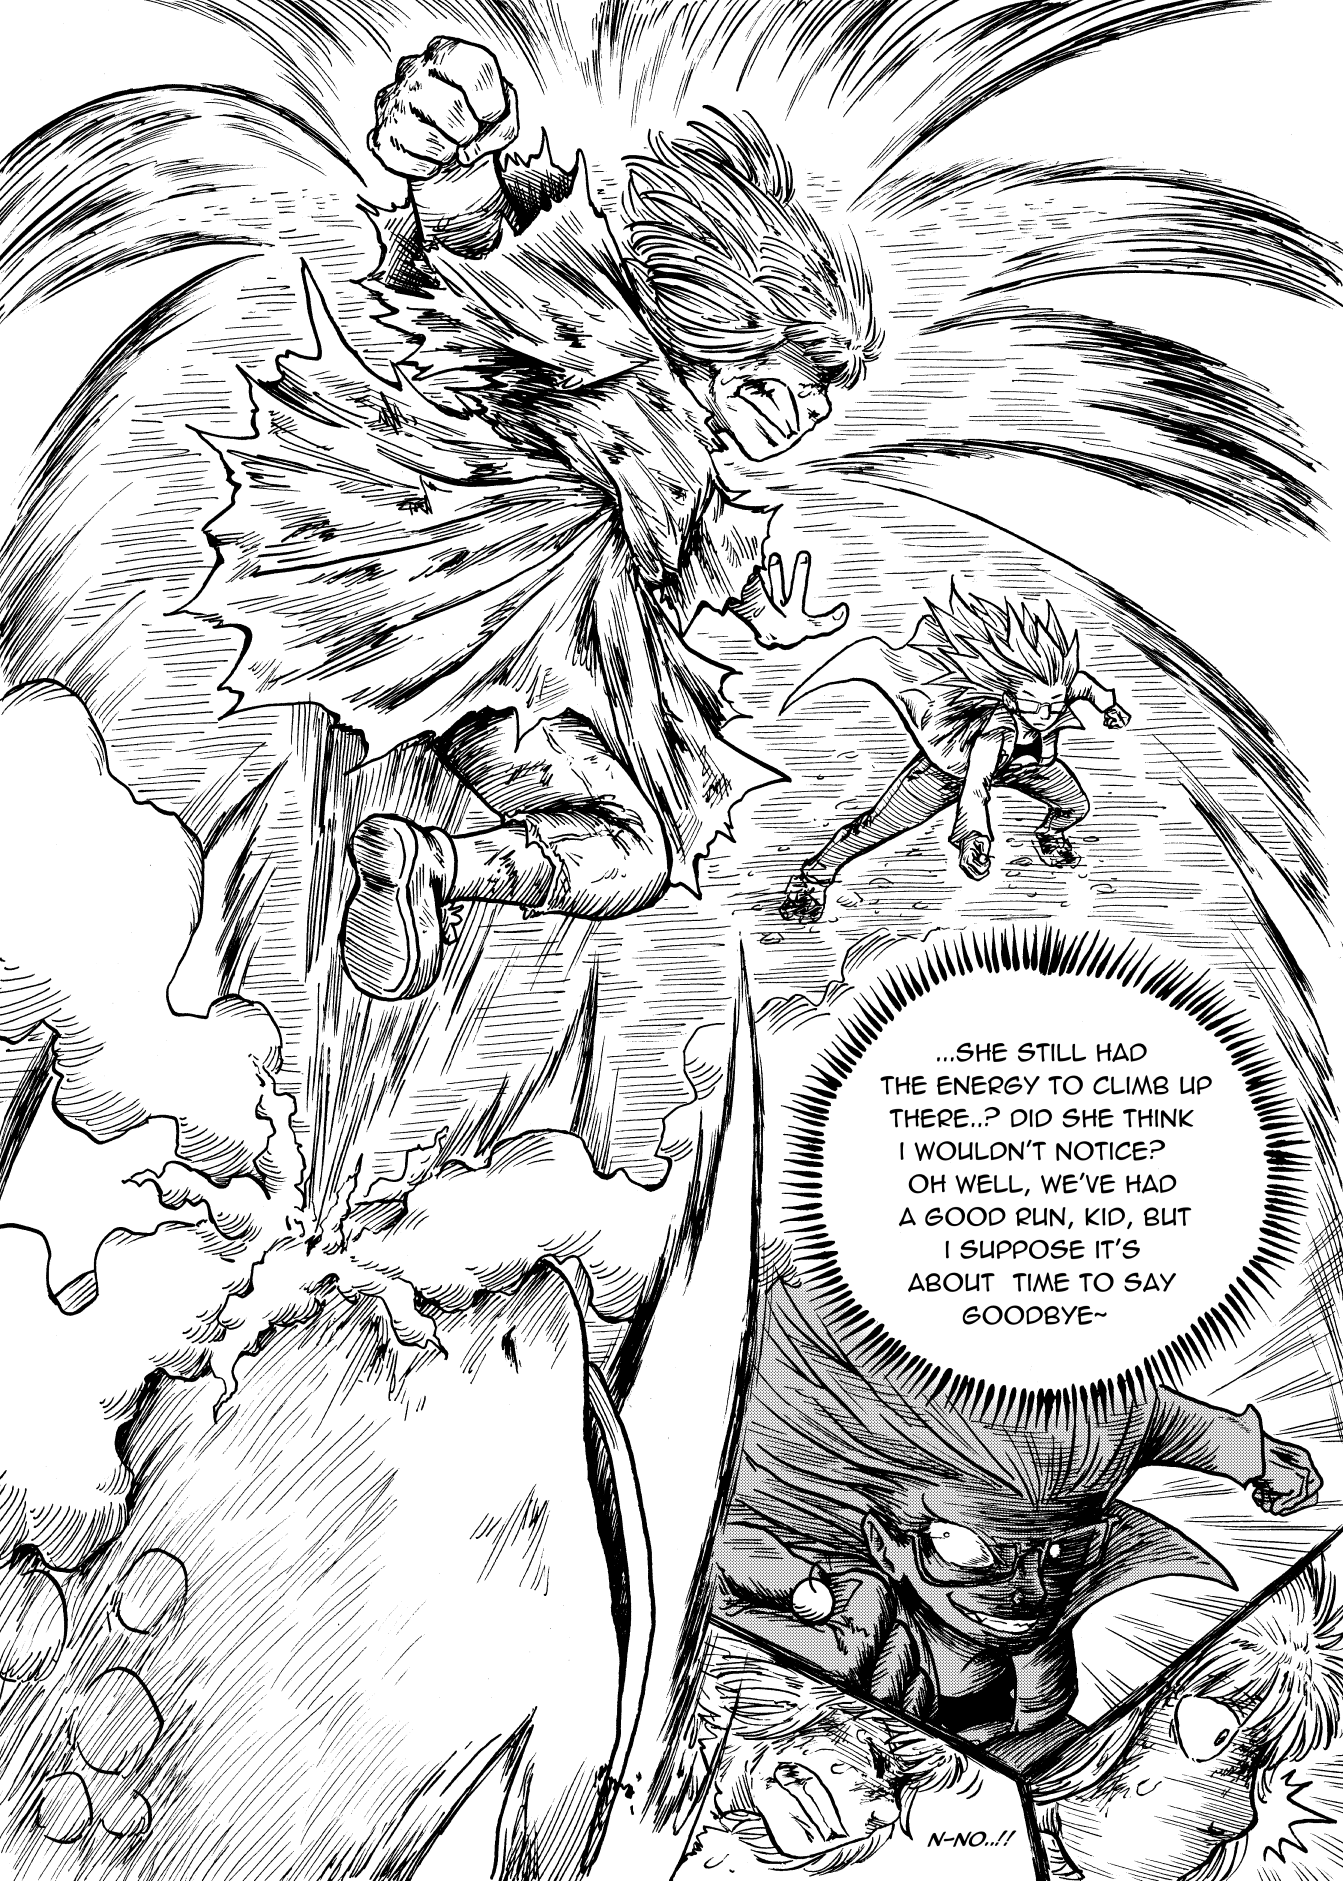 ...SHE STILL HAD
THE ENERGY TO CLIMB UP
THERE..? DID SHE THINK
I WOULDN'T NOTICE?
OH WELL, WE'VE HAD
A GOOD RUN, KID, BUT
I SUPPOSE IT'S
ABOUT TIME TO SAY
GOODBYE~
N-NO..!!